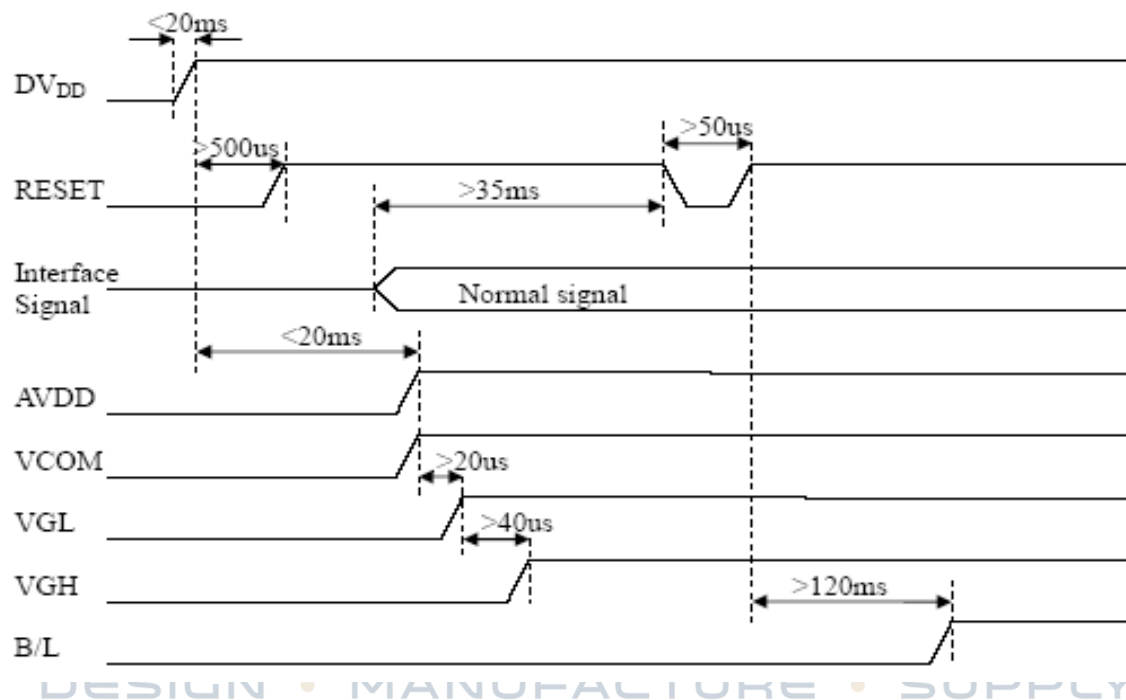 <20ms
DVDD
>500us
>50us
RESET
>35ms
Interface
Signal
Normal signal
<20ms
AVDD
VCOM
>20us
VGL
>40us
VGH
>120ms
B/L
DESIGN • MANUFACTURE • SUPPLY